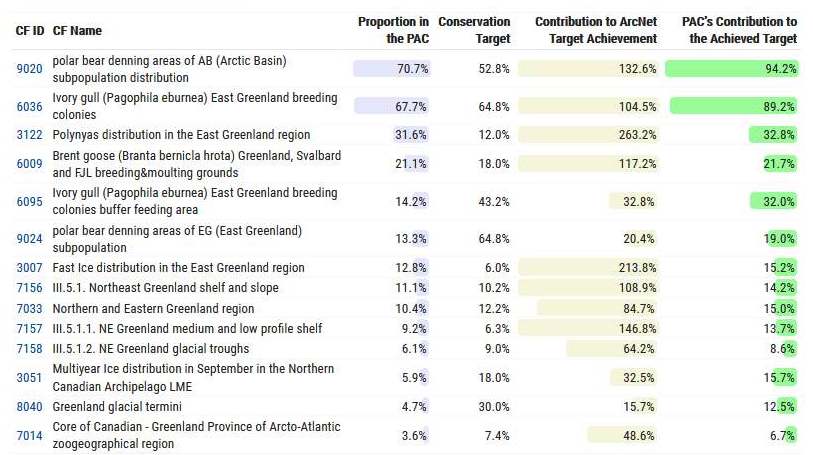 Proportion in Conservation Contribution to ArcNet PAC's Contribution to
CF ID CF Name the PAC Target Target Achievement the Achieved Target
polar bear denning areas of AB (Arctic Basin)
9020 70.7% 52.8% 132.6% 94.2%
subpopulation distribution
Ivory gull (Pagophila eburnea) East Greenland breeding
6036 67.7% 64.8% 104.5% 89.2%
colonies
3122 Polynyas distribution in the East Greenland region 31.6% 12.0% 263.2% 32.8%
Brent goose (Branta bernicla hrota) Greenland, Svalbard
6009 21.1% 18.0% 117.2% 21.7%
and FJL breeding&moulting grounds
Ivory gull (Pagophila eburnea) East Greenland breeding
6095 14.2% 43.2% 32.8% 32.0%
colonies buffer feeding area
polar bear denning areas of EG (East Greenland)
9024 13.3% 64.8% 20.4% 19.0%
subpopulation
3007 Fast Ice distribution in the East Greenland region 12.8% 6.0% 213.8% 15.2%
7156 III.5.1. Northeast Greenland shelf and slope 11.1% 10.2% 108.9% 14.2%
7033 Northern and Eastern Greenland region 10.4% 12.2% 84.7% 15.0%
7157 III.5.1.1. NE Greenland medium and low profile shelf 9.2% 6.3% 146.8% 13.7%
7158 III.5.1.2. NE Greenland glacial troughs 6.1% 9.0% 64.2% 8.6%
Multiyear Ice distribution in September in the Northern
3051 5.9% 18.0% 32.5% 15.7%
Canadian Archipelago LME
8040 Greenland glacial termini 4.7% 30.0% 15.7% 12.5%
Core of Canadian - Greenland Province of Arcto-Atlantic
7014 3.6% 7.4% 48.6% 6.7%
zoogeographical region